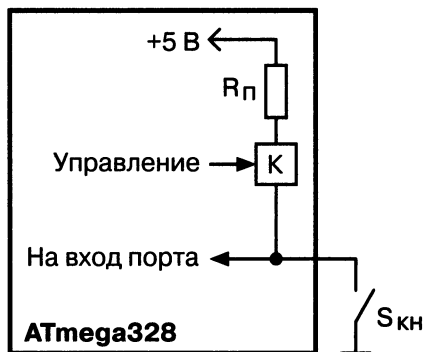 +5 В
Rп
Управление
К
На вход порта
Sкн
ATmega328